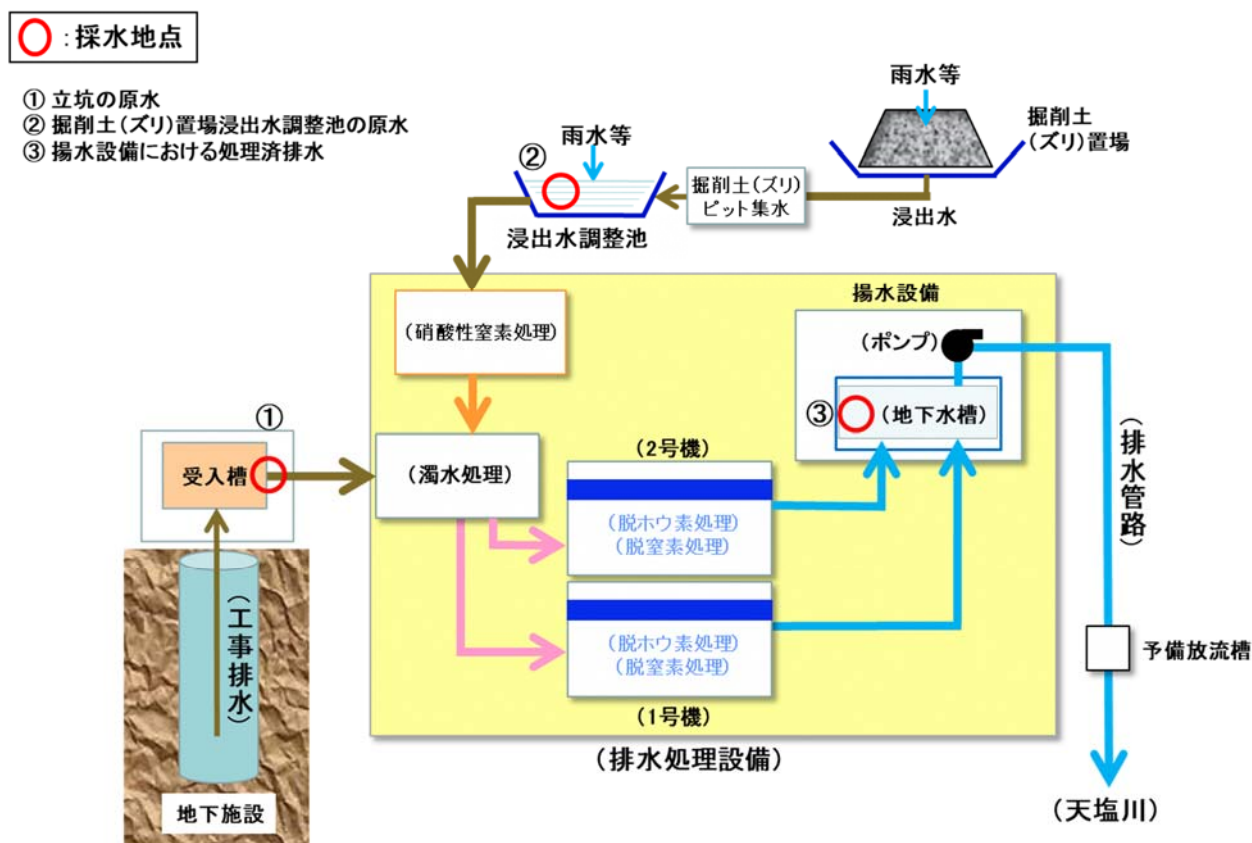 ：採水地点
① 立坑の原水
② 掘削土（ズリ）置場浸出水調整池の原水
③ 揚水設備における処理済排水
雨水等
掘削土
（ズリ）置場
浸出水
掘削土（ズリ）
ピット集水
雨水等
②
浸出水調整池
（硝酸性窒素処理）
揚水設備
（ポンプ）
③
（地下水槽）
①
受入槽
（濁水処理）
（2号機）
（脱ホウ素処理）
（脱窒素処理）
（脱ホウ素処理）
（脱窒素処理）
（1号機）
（排水処理設備）
（工事排水）
地下施設
（排水管路）
予備放流槽
（天塩川）